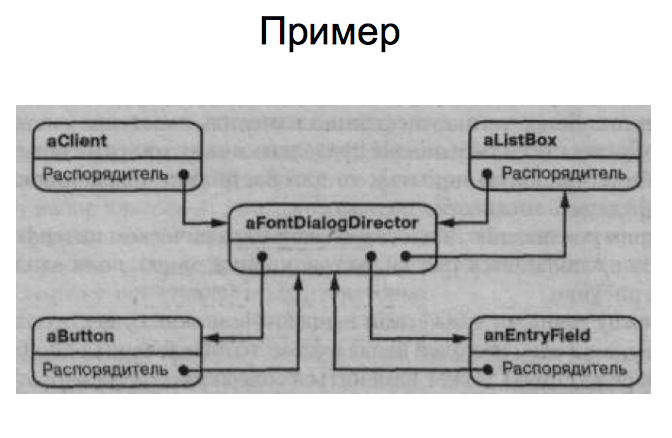 Пример
aClient
Распорядитель
aListBox
Распорядитель
aFontDialogDirector
aButton
Распорядитель
anEntryField
Распорядитель